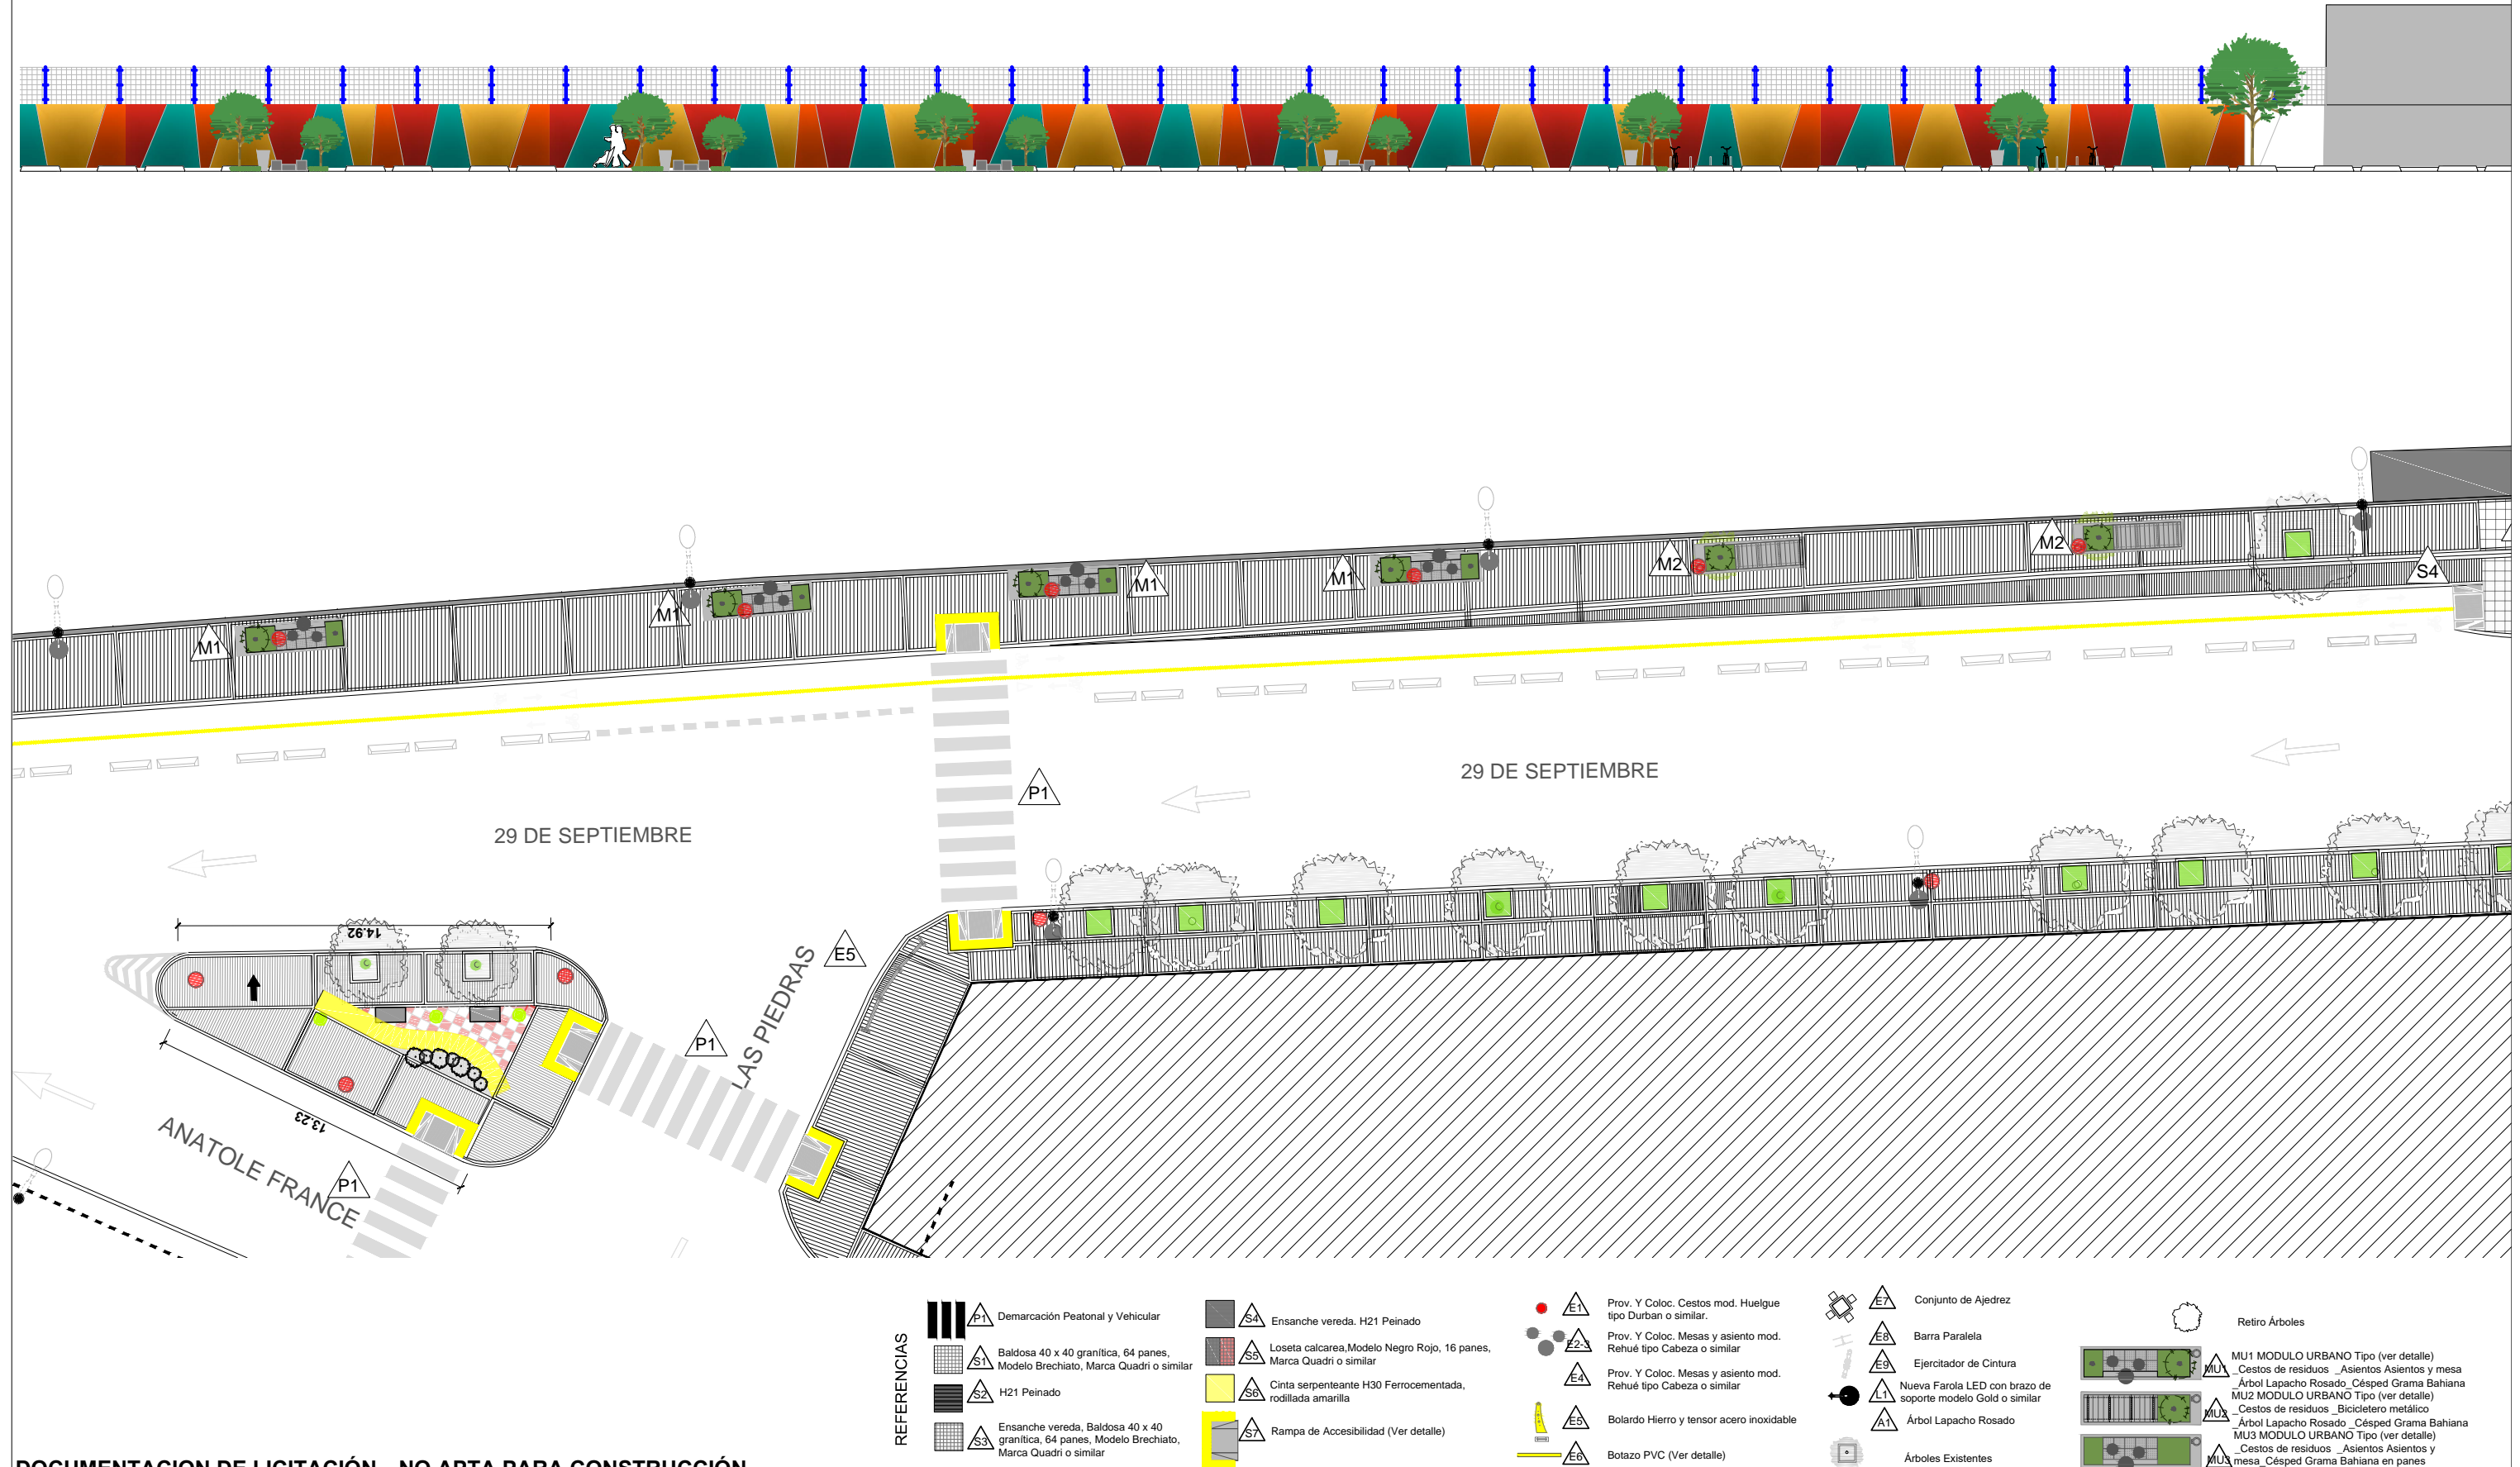 M1
M1
M1
M1
M2
M2
S4
P1
29 DE SEPTIEMBRE
29 DE SEPTIEMBRE
14.92
E5
LAS PIEDRAS
P1
13.23
ANATOLE FRANCE
P1
REFERENCIAS
P1 Demarcación Peatonal y Vehicular
S1 Baldosa 40 x 40 granítica, 64 panes,
Modelo Brechiato, Marca Quadri o similar
S2 H21 Peinado
S3 Ensanche vereda, Baldosa 40 x 40
granítica, 64 panes, Modelo Brechiato,
Marca Quadri o similar
S4 Ensanche vereda. H21 Peinado
S5 Loseta calcarea,Modelo Negro Rojo, 16 panes,
Marca Quadri o similar
S6 Cinta serpenteante H30 Ferrocementada,
rodillada amarilla
S7 Rampa de Accesibilidad (Ver detalle)
E1 Prov. Y Coloc. Cestos mod. Huelgue
tipo Durban o similar.
E2-3 Prov. Y Coloc. Mesas y asiento mod.
Rehué tipo Cabeza o similar
E4 Prov. Y Coloc. Mesas y asiento mod.
Rehué tipo Cabeza o similar
E5 Bolardo Hierro y tensor acero inoxidable
E6 Botazo PVC (Ver detalle)
E7 Conjunto de Ajedrez
E8 Barra Paralela
E9 Ejercitador de Cintura
L1 Nueva Farola LED con brazo de
soporte modelo Gold o similar
A1 Árbol Lapacho Rosado
Árboles Existentes
Retiro Árboles
MU1 MU1 MODULO URBANO Tipo (ver detalle)
_Cestos de residuos _Asientos Asientos y mesa
_Árbol Lapacho Rosado_Césped Grama Bahiana
MU2 MU2 MODULO URBANO Tipo (ver detalle)
_Cestos de residuos _Bicicletero metálico
_Árbol Lapacho Rosado _Césped Grama Bahiana
MU3 MU3 MODULO URBANO Tipo (ver detalle)
_Cestos de residuos _Asientos Asientos y
mesa_Césped Grama Bahiana en panes
DOCUMENTACION DE LICITACIÓN - NO APTA PARA CONSTRUCCIÓN